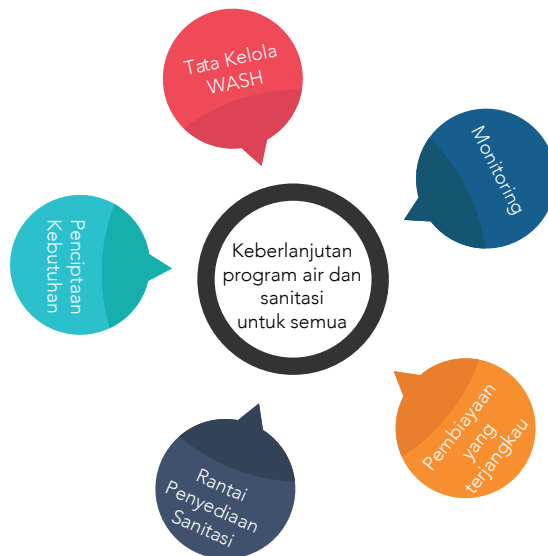 Tata Kelola
WASH
Monitoring
Penciptaan
Kebutuhan
Keberlanjutan
program air dan
sanitasi
untuk semua
Pembiayaan
yang
terjangkau
Rantai
Penyediaan
Sanitasi